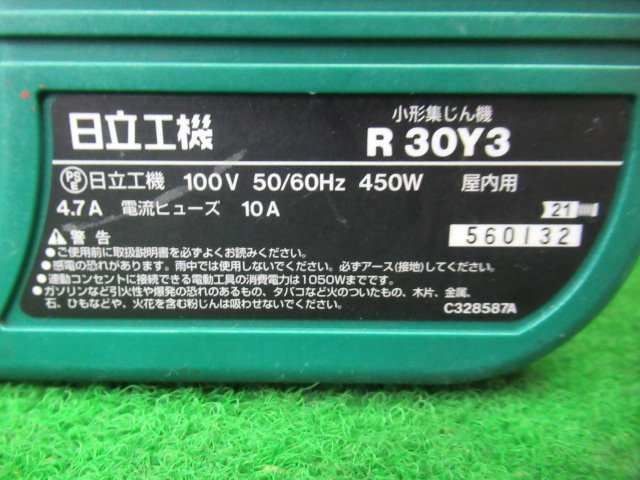 小形集じん機
日立工機 R 30Y3
PS E 日立工機 100V 50/60Hz 450W 屋内用
4.7A 電流ヒューズ 10A
21
560132
⚠警告
●ご使用前に取扱説明書を必ずよくお読みください。
●感電の恐れがあります。雨中では使用しないでください。必ずアース(接地)してください。
●連動コンセントに接続できる電動工具の消費電力は1050Wまでです。
●ガソリンなど引火性や爆発の恐れのあるもの、タバコなど火のついたもの、木片、金属、
石、ひもなどや、火花を含む粉じんは吸わせないでください。
C328587A